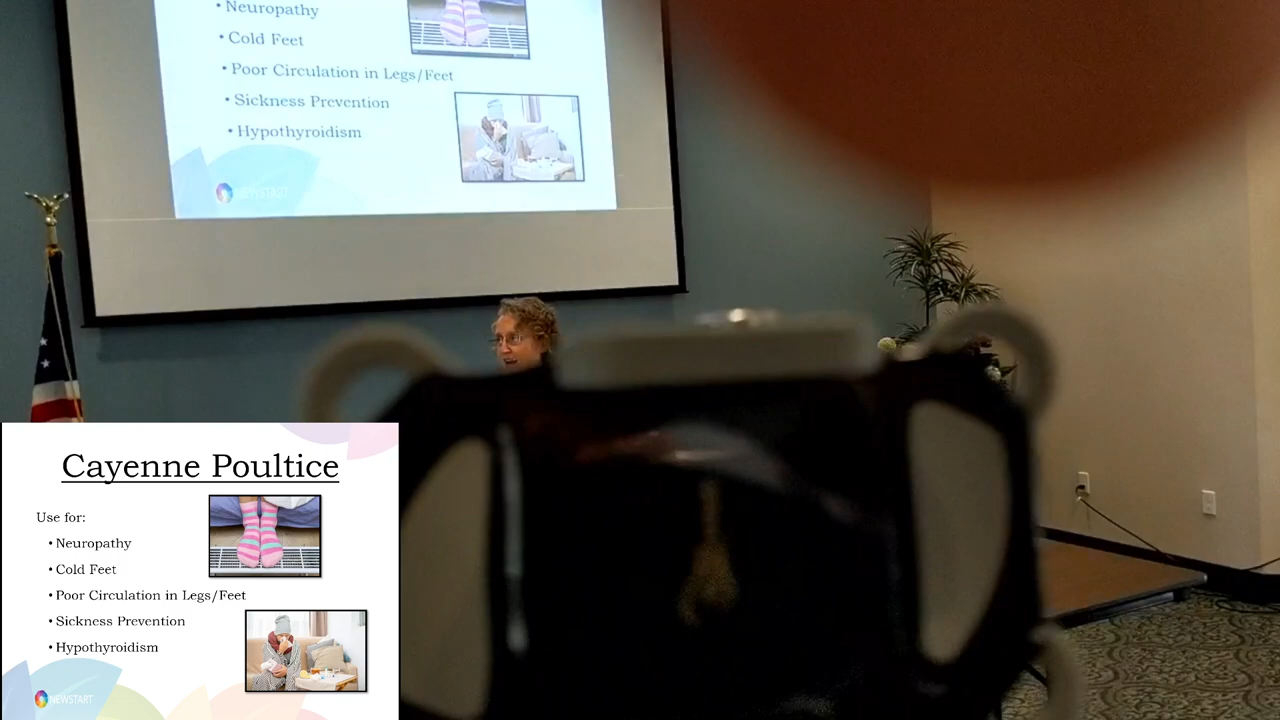 Neuropathy
• Cold Feet
• Poor Circulation in Legs/Feet
• Sickness Prevention
• Hypothyroidism
NEWSTART
Cayenne Poultice
Use for:
• Neuropathy
• Cold Feet
• Poor Circulation in Legs/Feet
• Sickness Prevention
• Hypothyroidism
NEWSTART